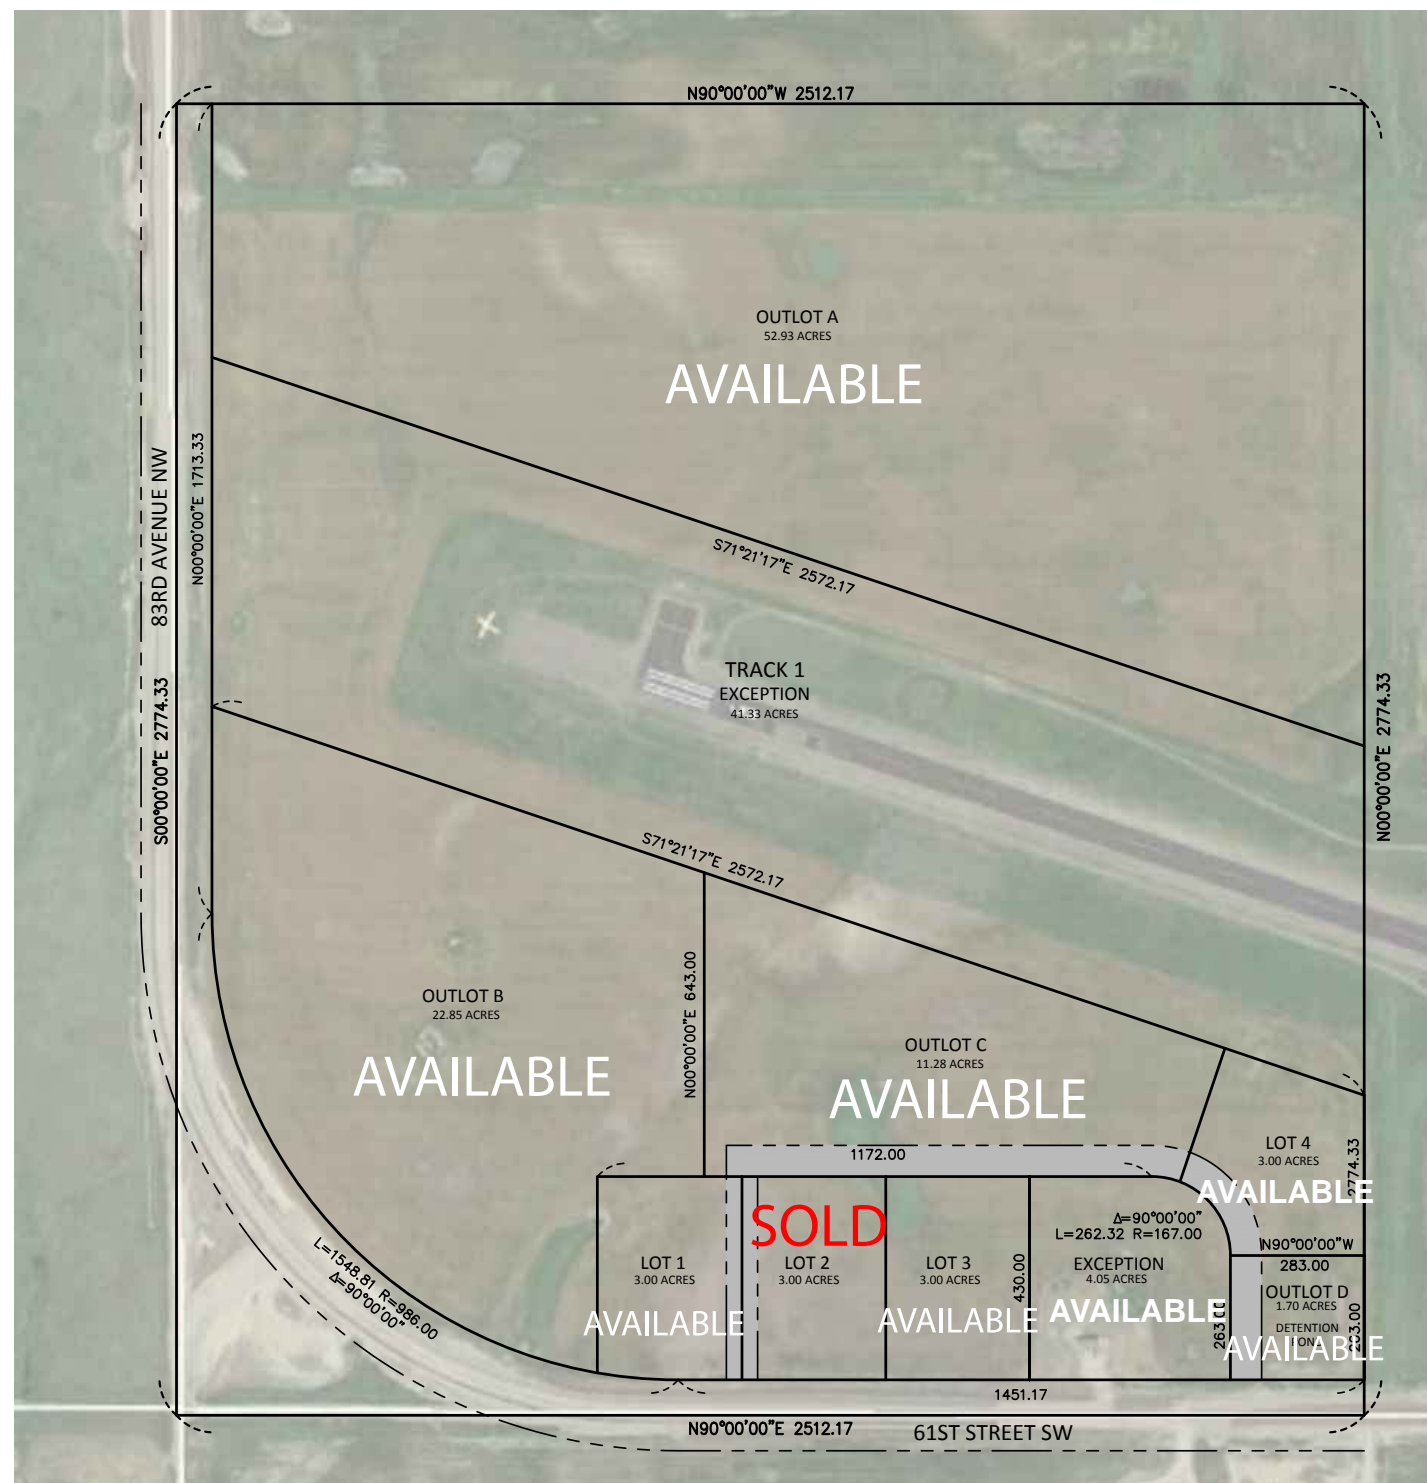 N90°00'00"W 2512.17
OUTLOT A
52.93 ACRES
AVAILABLE
83RD AVENUE NW
N00°00'00"E 1713.33
S71°21'17"E 2572.17
TRACK 1
EXCEPTION
41.33 ACRES
S00°00'00"E 2774.33
N00°00'00"E 2774.33
S71°21'17"E 2572.17
OUTLOT B
22.85 ACRES
AVAILABLE
N00°00'00"E 643.00
OUTLOT C
11.28 ACRES
AVAILABLE
1172.00
LOT 4
3.00 ACRES
AVAILABLE
2774.33
SOLD
Δ=90°00'00"
L=262.32 R=167.00
N90°00'00"W
283.00
L=1548.81 R=986.00
Δ=90°00'00"
LOT 1
3.00 ACRES
AVAILABLE
LOT 2
3.00 ACRES
LOT 3
3.00 ACRES
AVAILABLE
430.00
EXCEPTION
4.05 ACRES
AVAILABLE
263.00
OUTLOT D
1.70 ACRES
DETENTION
AVAILABLE
1451.17
N90°00'00"E 2512.17
61ST STREET SW